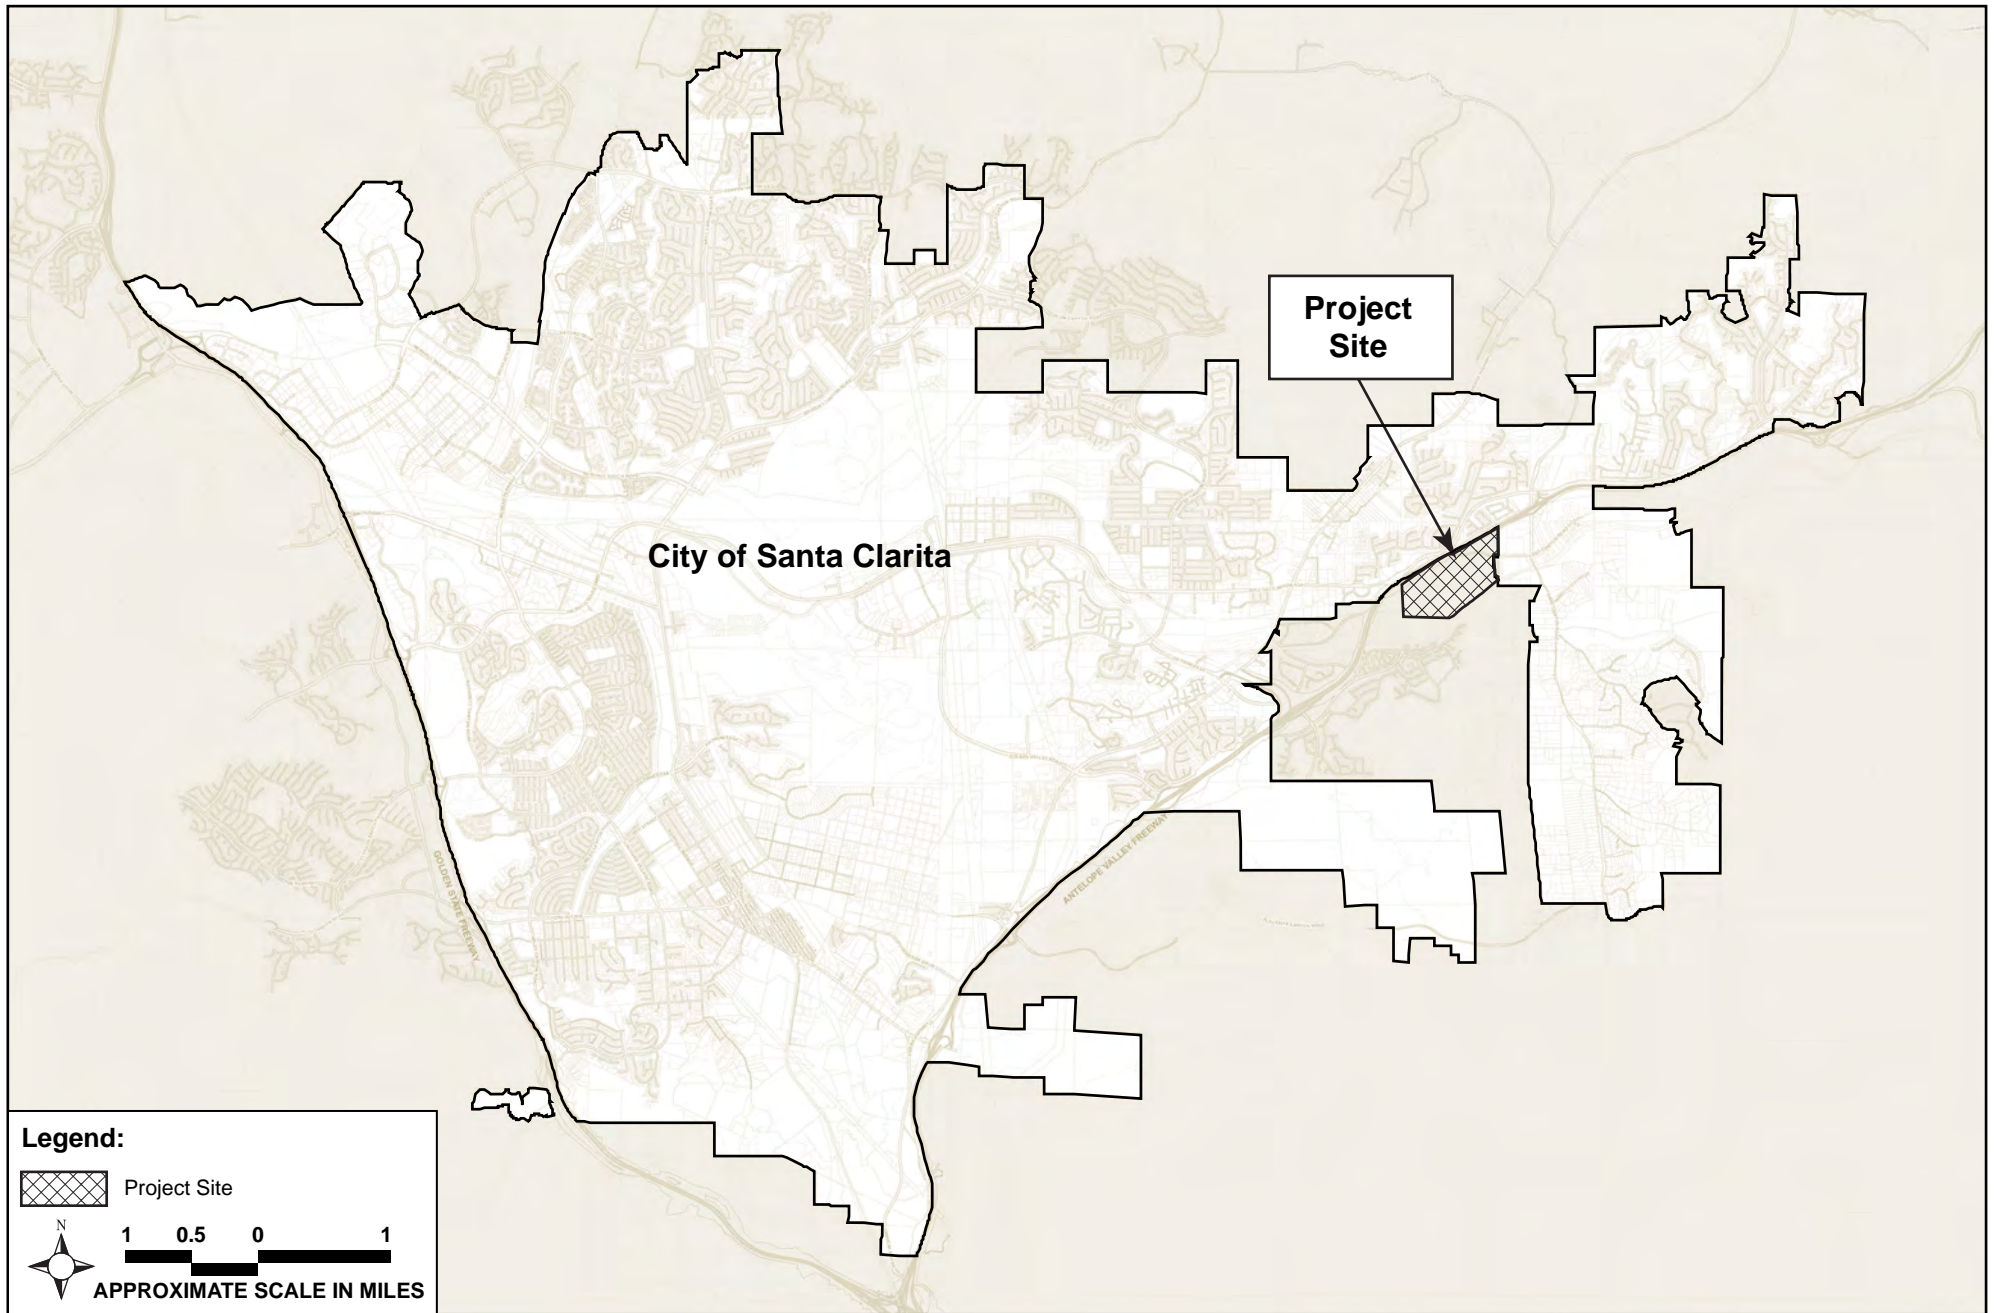 Project
Site
City of Santa Clarita
GOLDEN STATE FREEWAY
ANTELOPE VALLEY FREEWAY
Legend:
Project Site
N
1 0.5 0 1
APPROXIMATE SCALE IN MILES